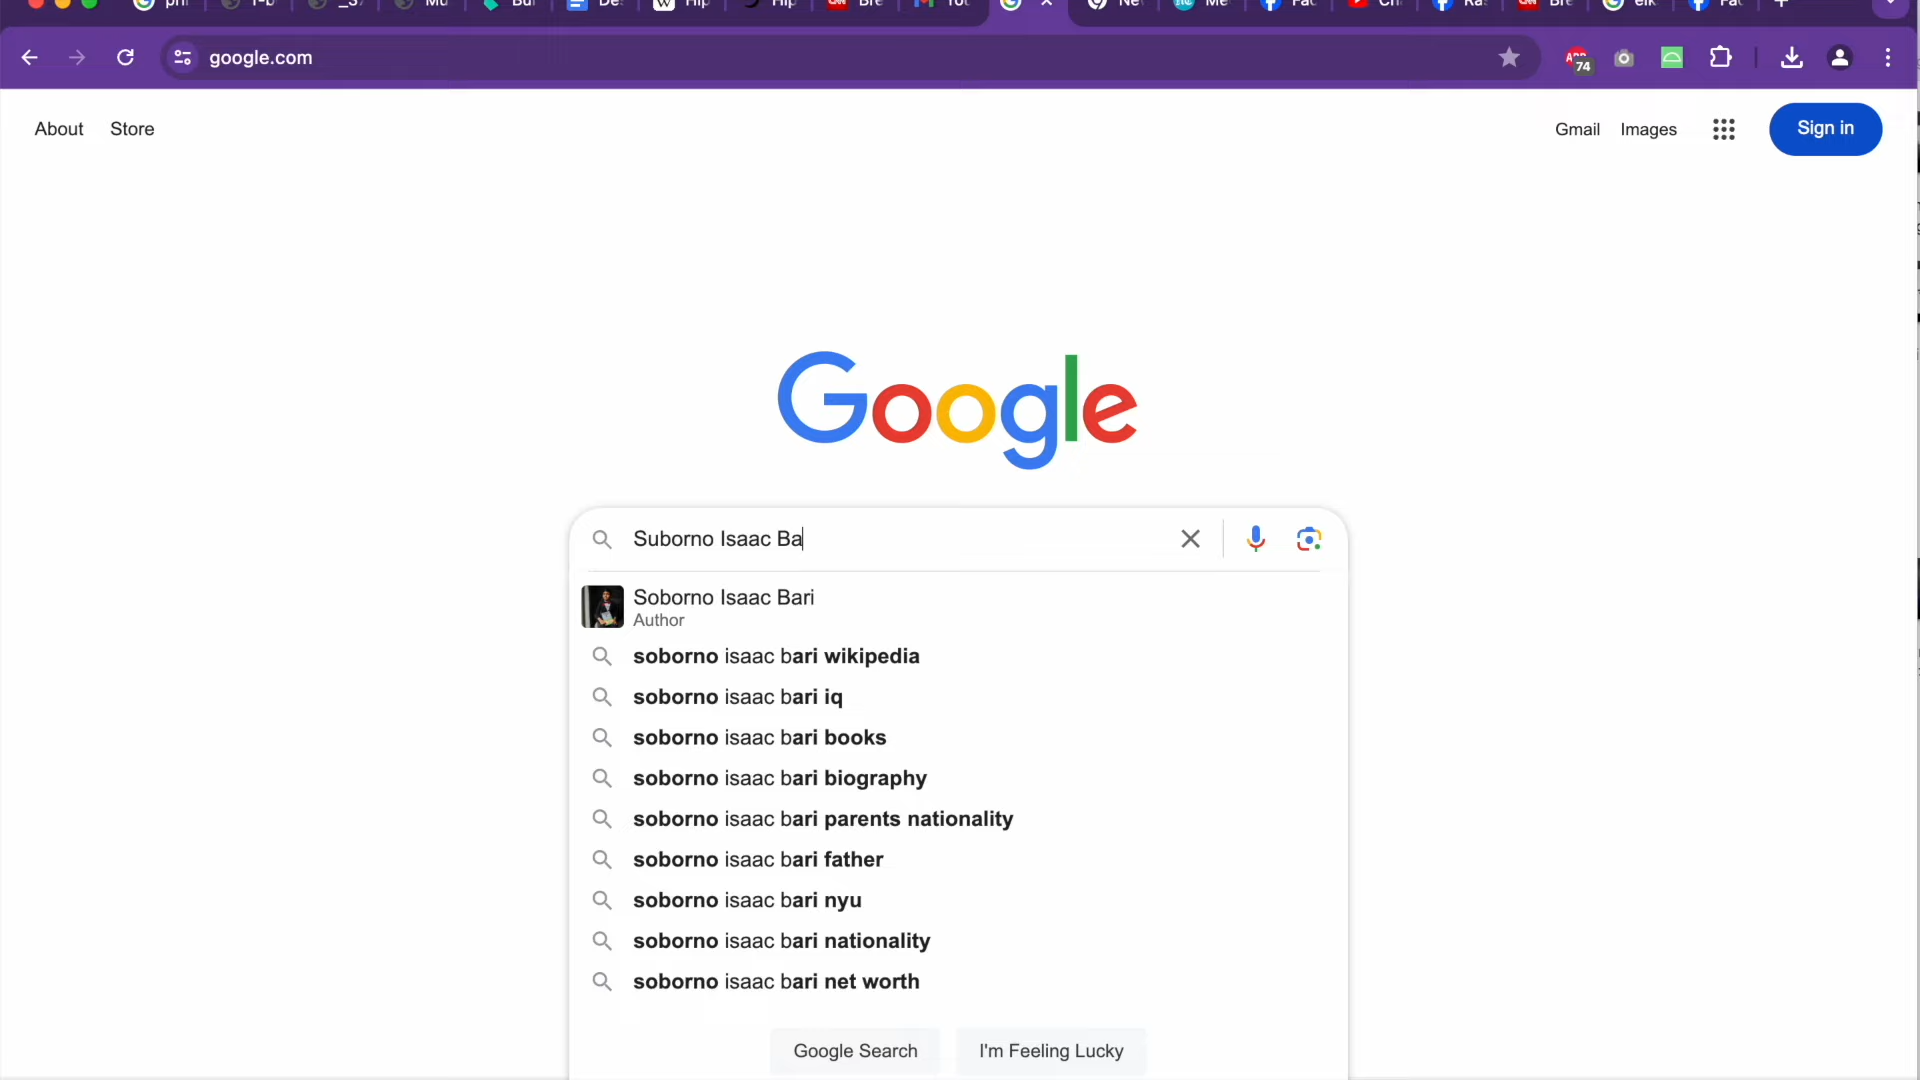 google.com
74
About Store
Gmail Images Sign in
Google
Suborno Isaac Ba
Soborno Isaac Bari
Author
soborno isaac bari wikipedia
soborno isaac bari iq
soborno isaac bari books
soborno isaac bari biography
soborno isaac bari parents nationality
soborno isaac bari father
soborno isaac bari nyu
soborno isaac bari nationality
soborno isaac bari net worth
Google Search I'm Feeling Lucky